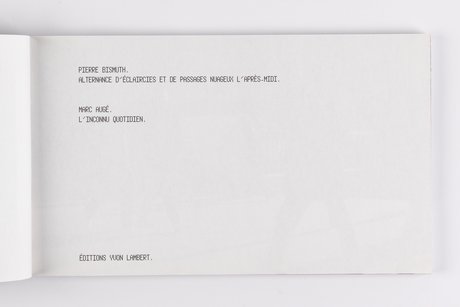 PIERRE BISMUTH.
ALTERNANCE D'ÉCLAIRCIES ET DE PASSAGES NUAGEUX L'APRÈS-MIDI.
MARC AUGÉ.
L'INCONNU QUOTIDIEN.
ÉDITIONS YVON LAMBERT.